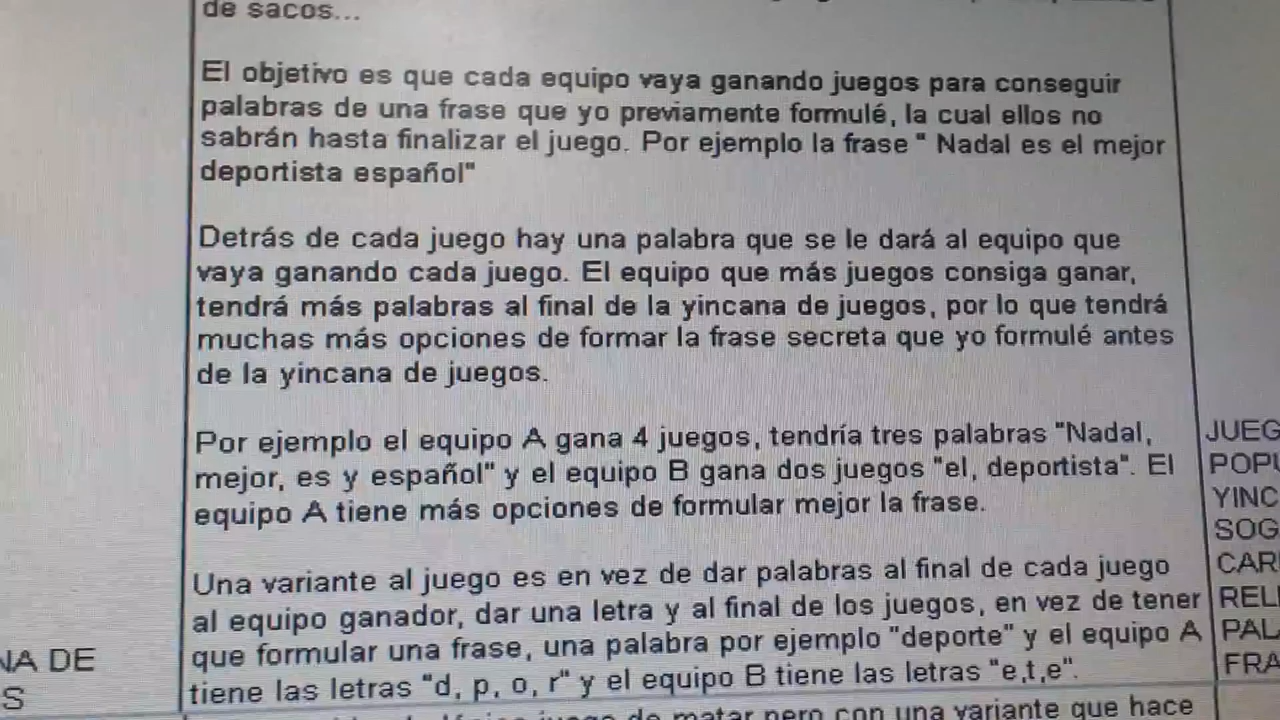 de sacos...
El objetivo es que cada equipo vaya ganando juegos para conseguir
palabras de una frase que yo previamente formulé, la cual ellos no
sabrán hasta finalizar el juego. Por ejemplo la frase " Nadal es el mejor
deportista español"
Detrás de cada juego hay una palabra que se le dará al equipo que
vaya ganando cada juego. El equipo que más juegos consiga ganar,
tendrá más palabras al final de la yincana de juegos, por lo que tendrá
muchas más opciones de formar la frase secreta que yo formulé antes
de la yincana de juegos.
Por ejemplo el equipo A gana 4 juegos, tendría tres palabras "Nadal,
mejor, es y español" y el equipo B gana dos juegos "el, deportista". El
equipo A tiene más opciones de formular mejor la frase.
Una variante al juego es en vez de dar palabras al final de cada juego
al equipo ganador, dar una letra y al final de los juegos, en vez de tener
que formular una frase, una palabra por ejemplo "deporte" y el equipo A
tiene las letras "d, p, o, r" y el equipo B tiene las letras "e,t,e".
juego de matar pero con una variante que hace
NA DE
S
JUEG
POPU
YINC
SOG
CAR
REL
PAL
FRA